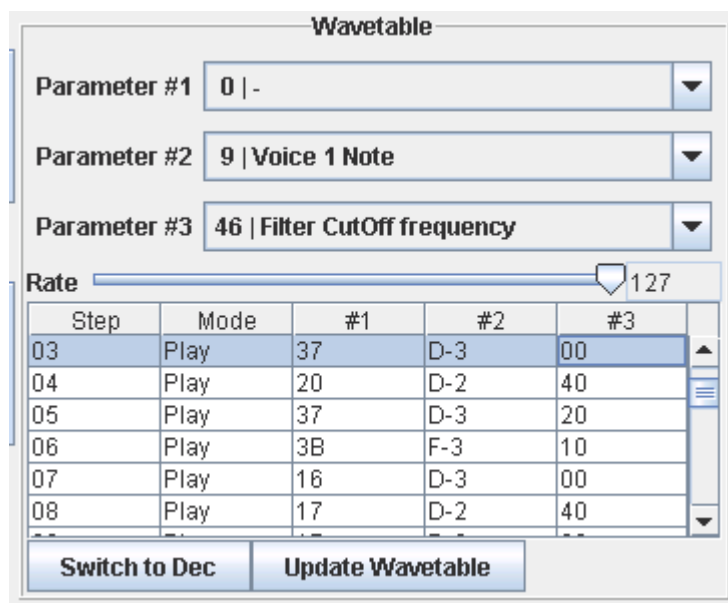 Wavetable
Parameter #1 0 | -
Parameter #2 9 | Voice 1 Note
Parameter #3 46 | Filter CutOff frequency
Rate 127
Step Mode #1 #2 #3
03 Play 37 D-3 00
04 Play 20 D-2 40
05 Play 37 D-3 20
06 Play 3B F-3 10
07 Play 16 D-3 00
08 Play 17 D-2 40
Switch to Dec Update Wavetable